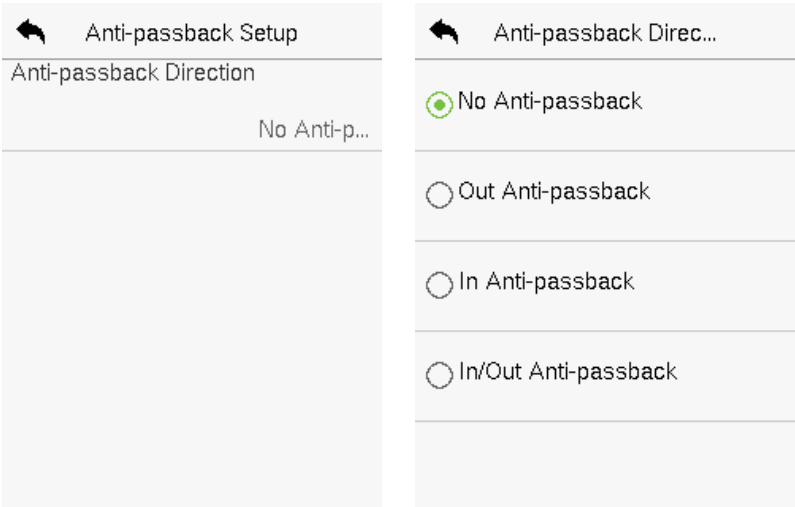 Anti-passback Setup
Anti-passback Direction
No Anti-p...
Anti-passback Direc...
No Anti-passback
Out Anti-passback
In Anti-passback
In/Out Anti-passback